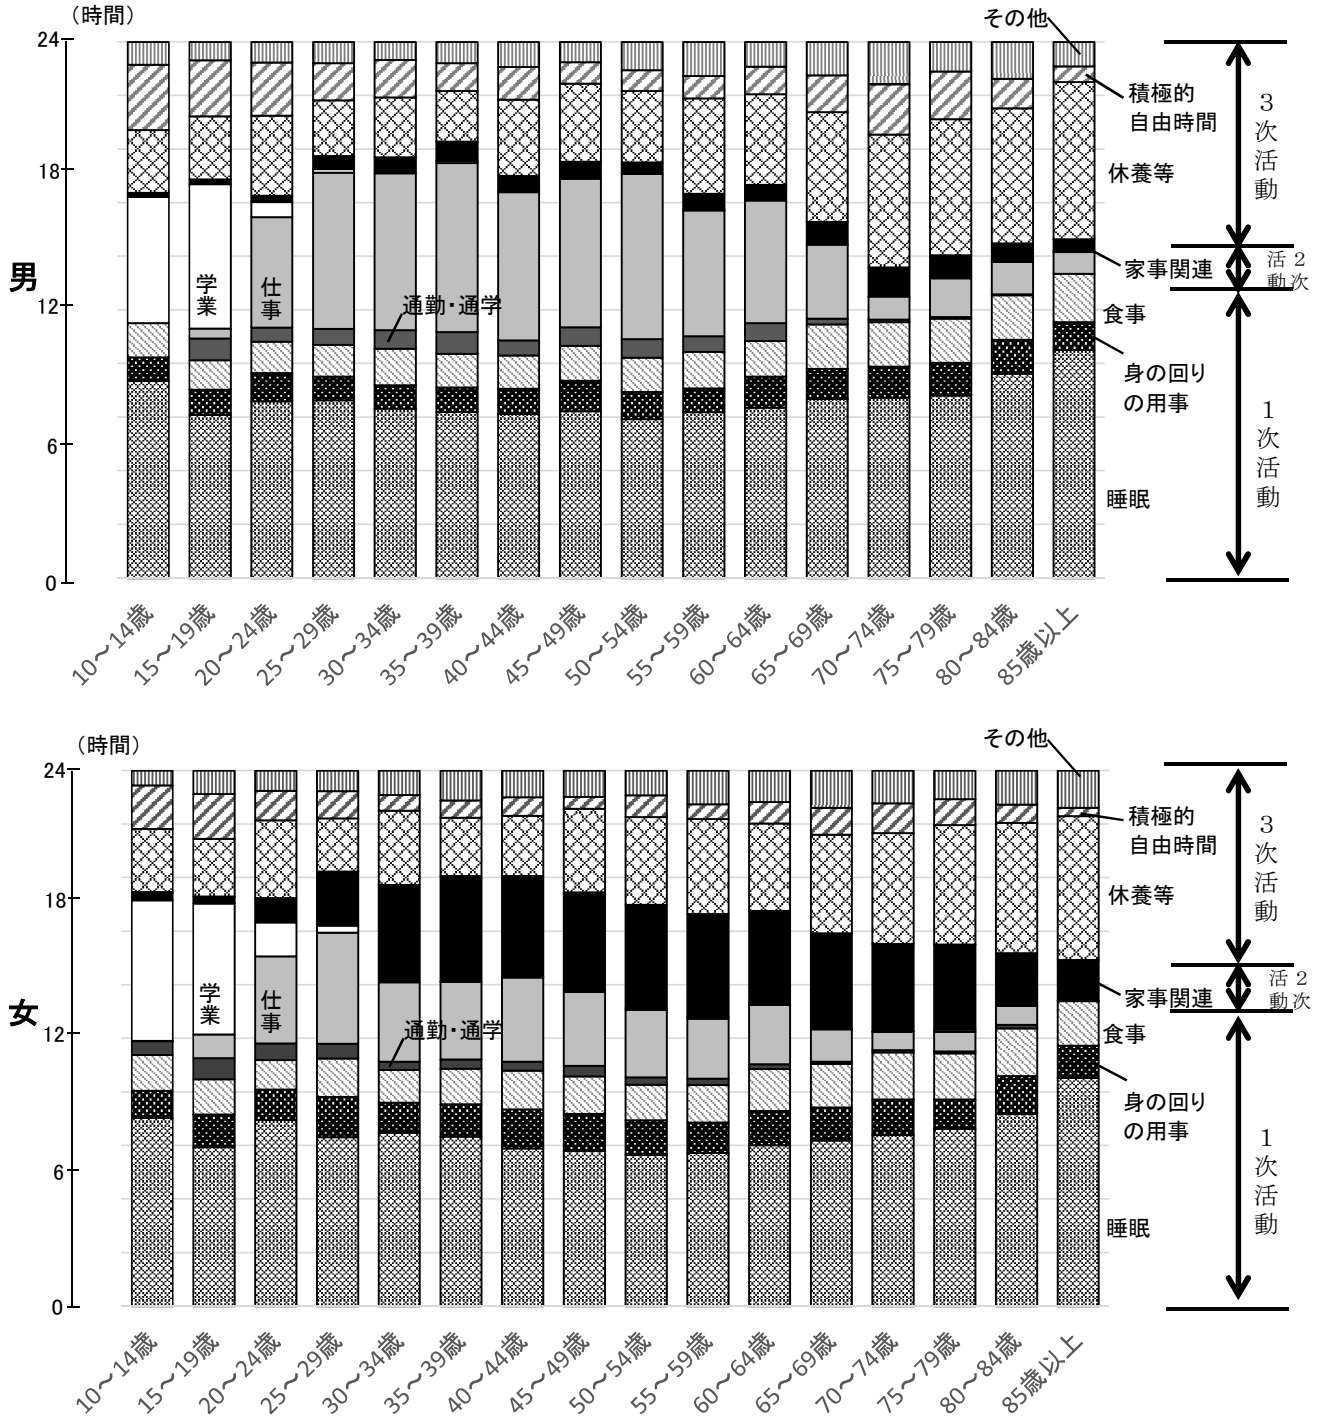 （時間）
その他
24
積極的
自由時間
3次活動
18
休養等
男
学業
仕事
家事関連
2次活動
12
通勤・通学
食事
身の回り
の用事
1次活動
6
睡眠
0
10～14歳
15～19歳
20～24歳
25～29歳
30～34歳
35～39歳
40～44歳
45～49歳
50～54歳
55～59歳
60～64歳
65～69歳
70～74歳
75～79歳
80～84歳
85歳以上
（時間）
その他
24
積極的
自由時間
3次活動
18
休養等
女
学業
仕事
家事関連
2次活動
12
通勤・通学
食事
身の回り
の用事
1次活動
6
睡眠
0
10～14歳
15～19歳
20～24歳
25～29歳
30～34歳
35～39歳
40～44歳
45～49歳
50～54歳
55～59歳
60～64歳
65～69歳
70～74歳
75～79歳
80～84歳
85歳以上